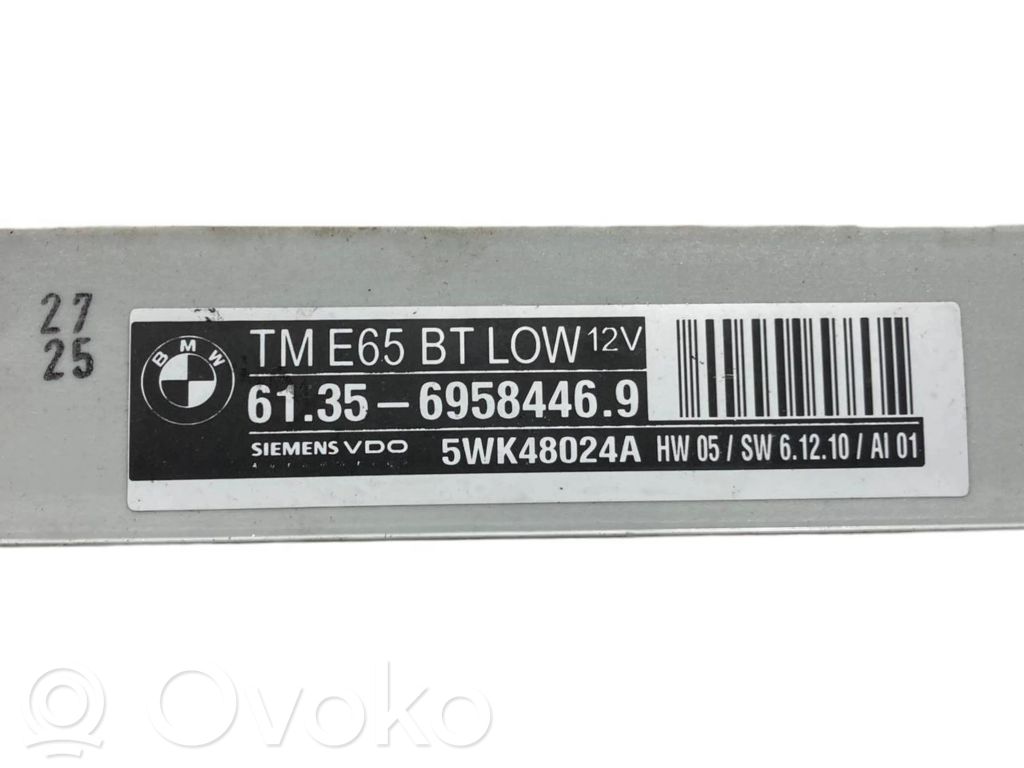 27
25
BMW
TM E65 BT LOW 12V
61.35 – 6958446.9
SIEMENS VDO
Automotive
5WK48024A
HW 05 / SW 6.12.10 / AI 01
Ovoko